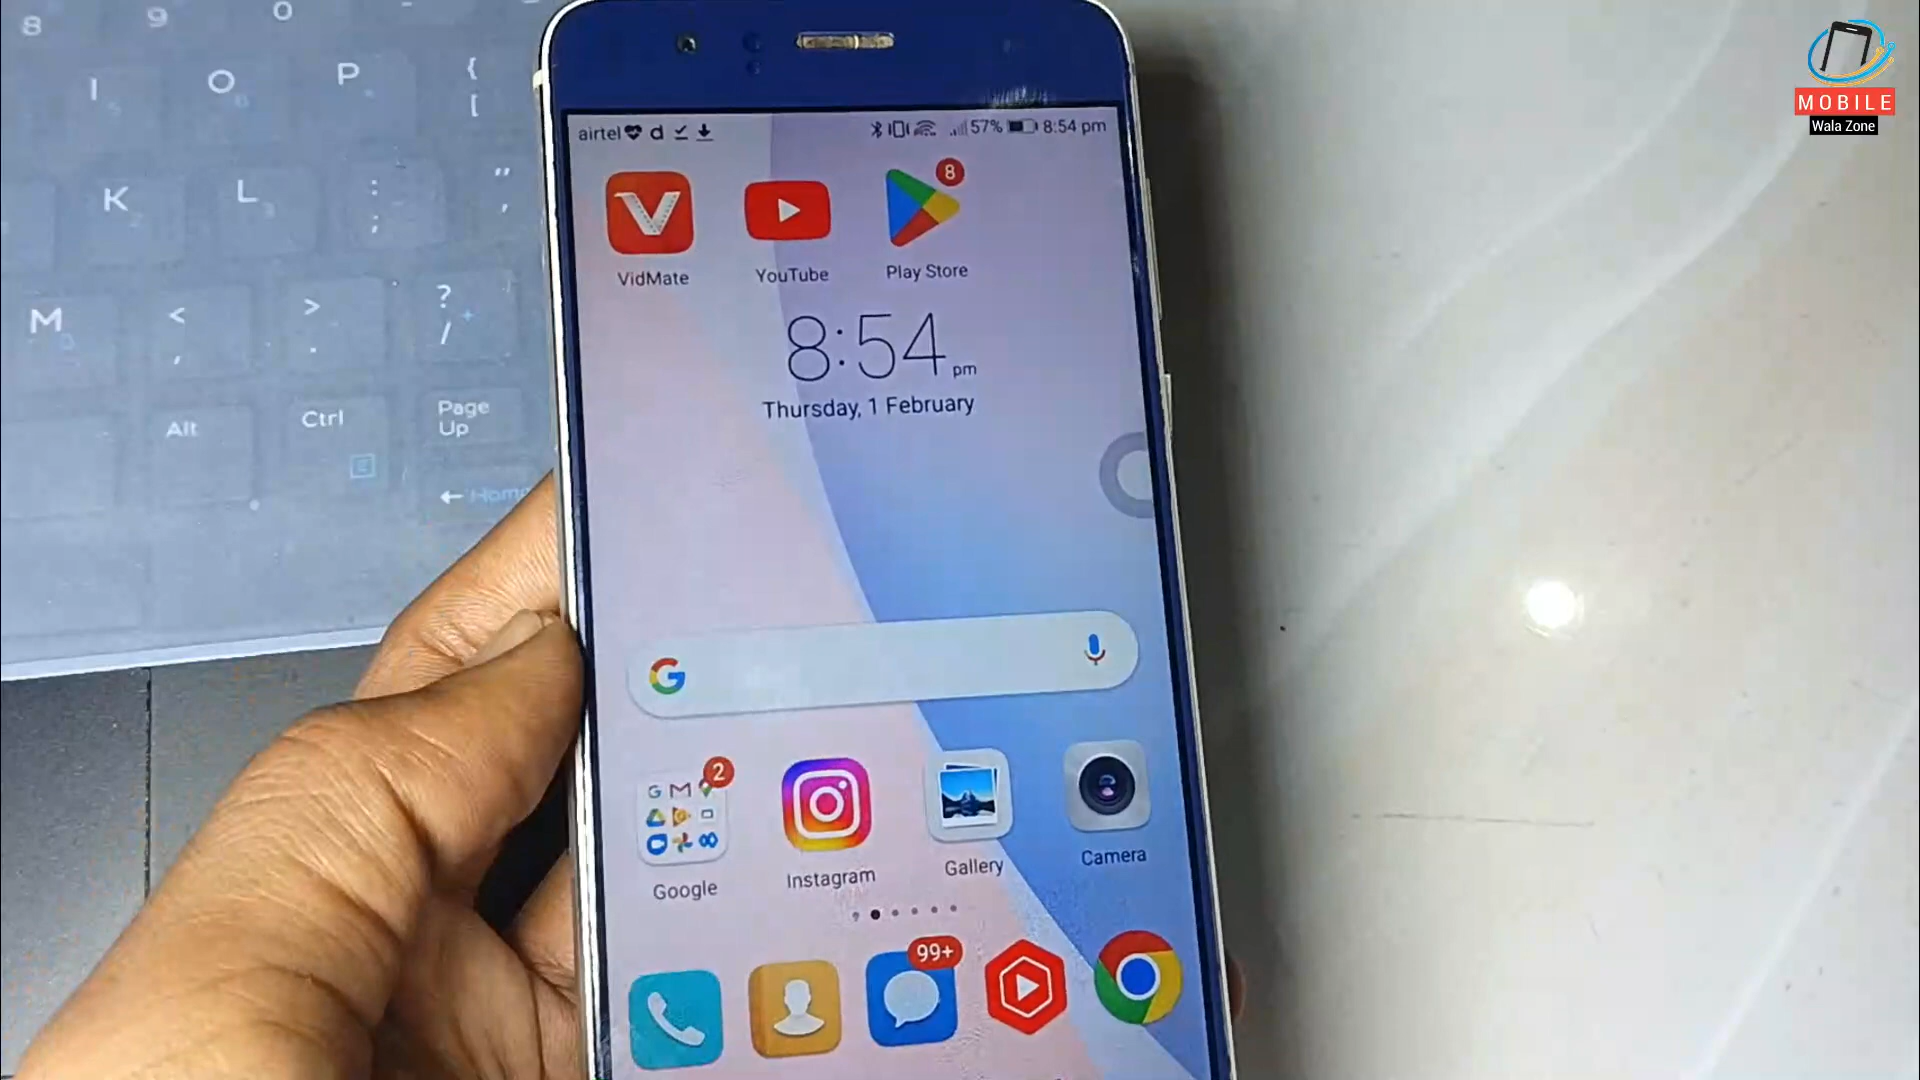 8 9 0
I O P { [
K L : ; " ,
M < , > . ? /
Alt Ctrl Page Up
← Home
airtel d 57% 8:54 pm
8
VidMate YouTube Play Store
8:54 pm
Thursday, 1 February
G
2
Google Instagram Gallery Camera
99+
MOBILE
Wala Zone